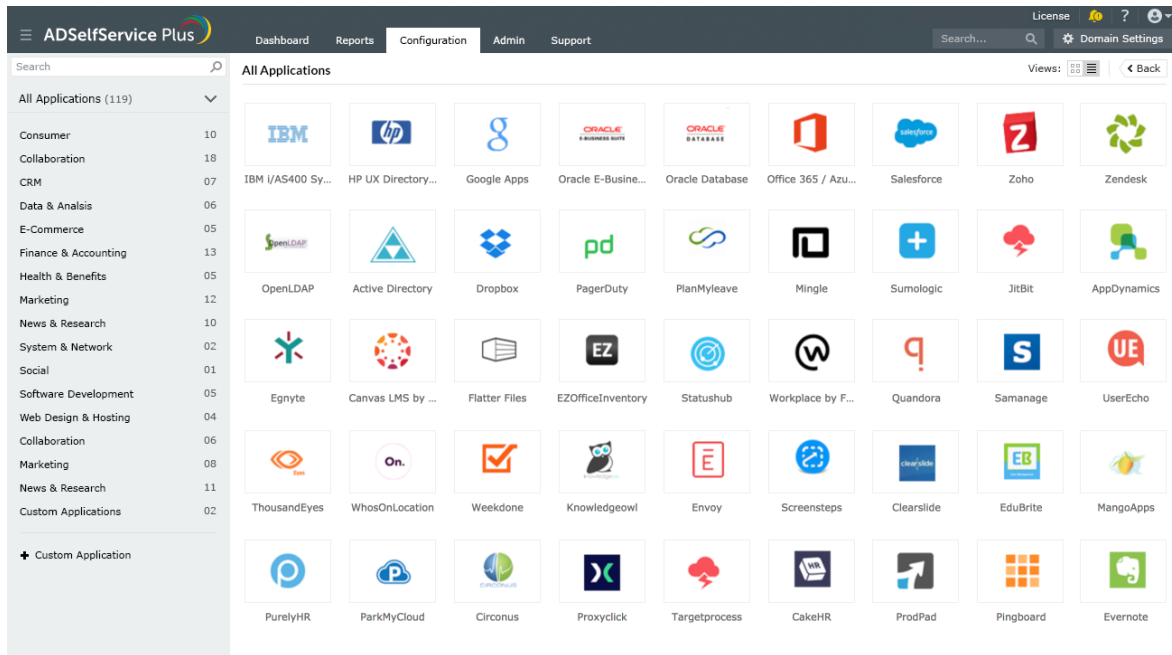 License ?
ADSelfService Plus
Dashboard Reports Configuration Admin Support Search... Domain Settings
Search
All Applications Views: Back
All Applications (119)
Consumer 10
Collaboration 18
CRM 07
Data & Analsis 06
E-Commerce 05
Finance & Accounting 13
Health & Benefits 05
Marketing 12
News & Research 10
System & Network 02
Social 01
Software Development 05
Web Design & Hosting 04
Collaboration 06
Marketing 08
News & Research 11
Custom Applications 02
Custom Application
IBM hp g ORACLE E-BUSINESS SUITE ORACLE DATABASE salesforce Z
IBM i/AS400 Sy... HP UX Directory... Google Apps Oracle E-Busine... Oracle Database Office 365 / Azu... Salesforce Zoho Zendesk
OpenLDAP pd
OpenLDAP Active Directory Dropbox PagerDuty PlanMyleave Mingle Sumologic JitBit AppDynamics
EZ q S UE
Egnyte Canvas LMS by ... Flatter Files EZOfficeInventory Statushub Workplace by F... Quandora Samanage UserEcho
Eyes On. E clearslide EB
ThousandEyes WhosOnLocation Weekdone Knowledgeowl Envoy Screensteps Clearslide EduBrite MangoApps
P CIRCONUS HR
PurelyHR ParkMyCloud Circonus Proxyclick Targetprocess CakeHR ProdPad Pingboard Evernote